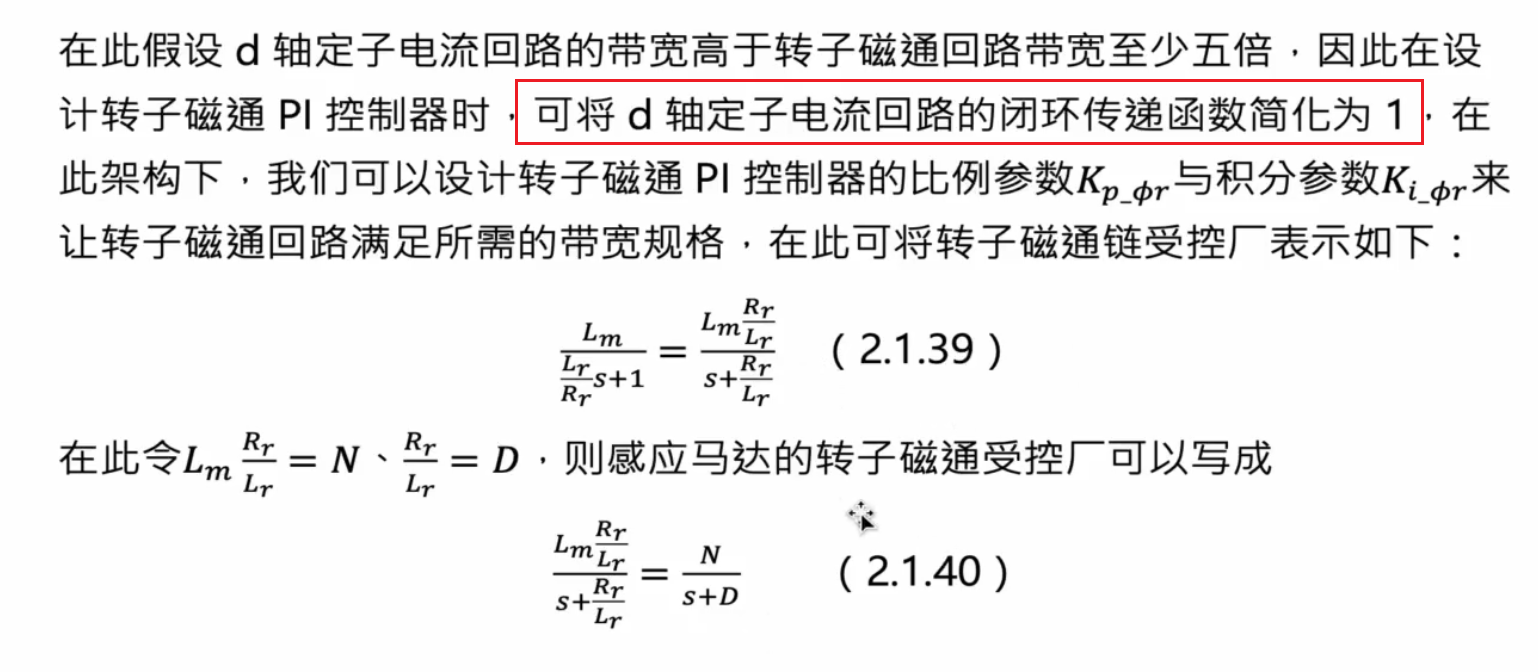 在此假设 d 轴定子电流回路的带宽高于转子磁通回路带宽至少五倍，因此在设
计转子磁通 PI 控制器时，可将 d 轴定子电流回路的闭环传递函数简化为 1，在
此架构下，我们可以设计转子磁通 PI 控制器的比例参数K_{p_ϕr}与积分参数K_{i_ϕr}来
让转子磁通回路满足所需的带宽规格，在此可将转子磁通链受控厂表示如下：
\frac{L_m}{\frac{L_r}{R_r}s+1} = \frac{L_m\frac{R_r}{L_r}}{s+\frac{R_r}{L_r}} （2.1.39）
在此令L_m\frac{R_r}{L_r} = N、\frac{R_r}{L_r} = D，则感应马达的转子磁通受控厂可以写成
\frac{L_m\frac{R_r}{L_r}}{s+\frac{R_r}{L_r}} = \frac{N}{s+D} （2.1.40）